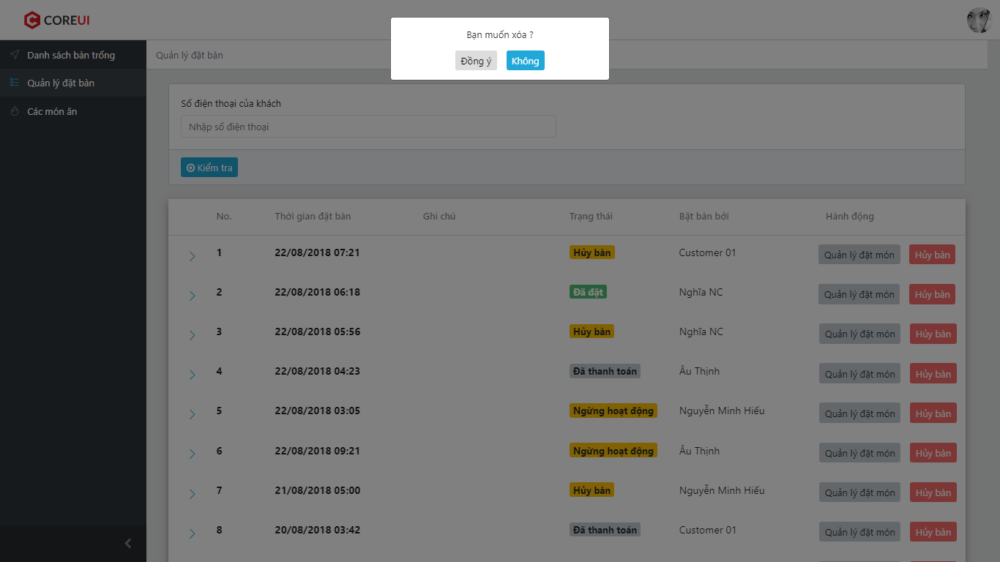 COREUI
Bạn muốn xóa ?
Đồng ý Không
Danh sách bàn trống
Quản lý đặt bàn
Các món ăn
Quản lý đặt bàn
Số điện thoại của khách
Nhập số điện thoại
Kiểm tra
No. Thời gian đặt bàn Ghi chú Trạng thái Bặt bàn bởi Hành động
1 22/08/2018 07:21 Hủy bàn Customer 01 Quản lý đặt món Hủy bàn
2 22/08/2018 06:18 Đã đặt Nghĩa NC Quản lý đặt món Hủy bàn
3 22/08/2018 05:56 Hủy bàn Nghĩa NC Quản lý đặt món Hủy bàn
4 22/08/2018 04:23 Đã thanh toán Âu Thịnh Quản lý đặt món Hủy bàn
5 22/08/2018 03:05 Ngừng hoạt động Nguyễn Minh Hiếu Quản lý đặt món Hủy bàn
6 22/08/2018 09:21 Ngừng hoạt động Âu Thịnh Quản lý đặt món Hủy bàn
7 21/08/2018 05:00 Hủy bàn Nguyễn Minh Hiếu Quản lý đặt món Hủy bàn
8 20/08/2018 03:42 Đã thanh toán Customer 01 Quản lý đặt món Hủy bàn